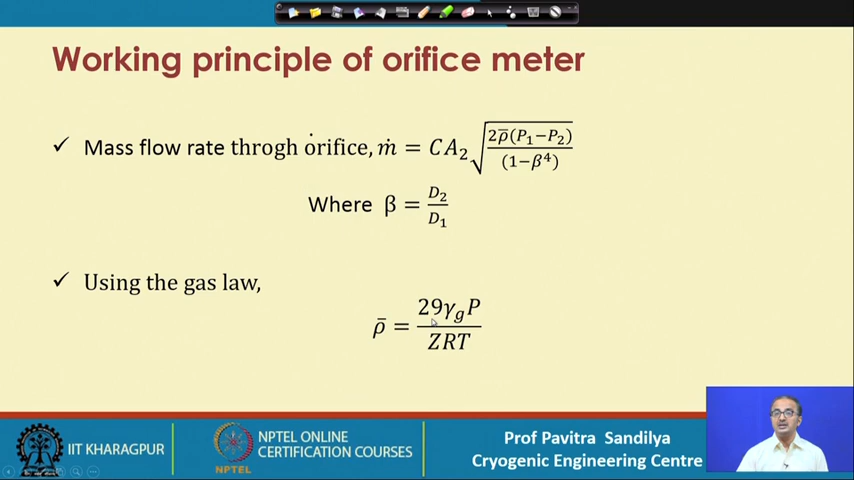 Working principle of orifice meter
✓ Mass flow rate throgh orifice, ṁ = CA₂√(2ρ̄(P₁−P₂)/(1−β⁴))
Where β = D₂/D₁
✓ Using the gas law,
ρ̄ = 29γ_gP/ZRT
IIT KHARAGPUR
NPTEL
NPTEL ONLINE
CERTIFICATION COURSES
Prof Pavitra Sandilya
Cryogenic Engineering Centre